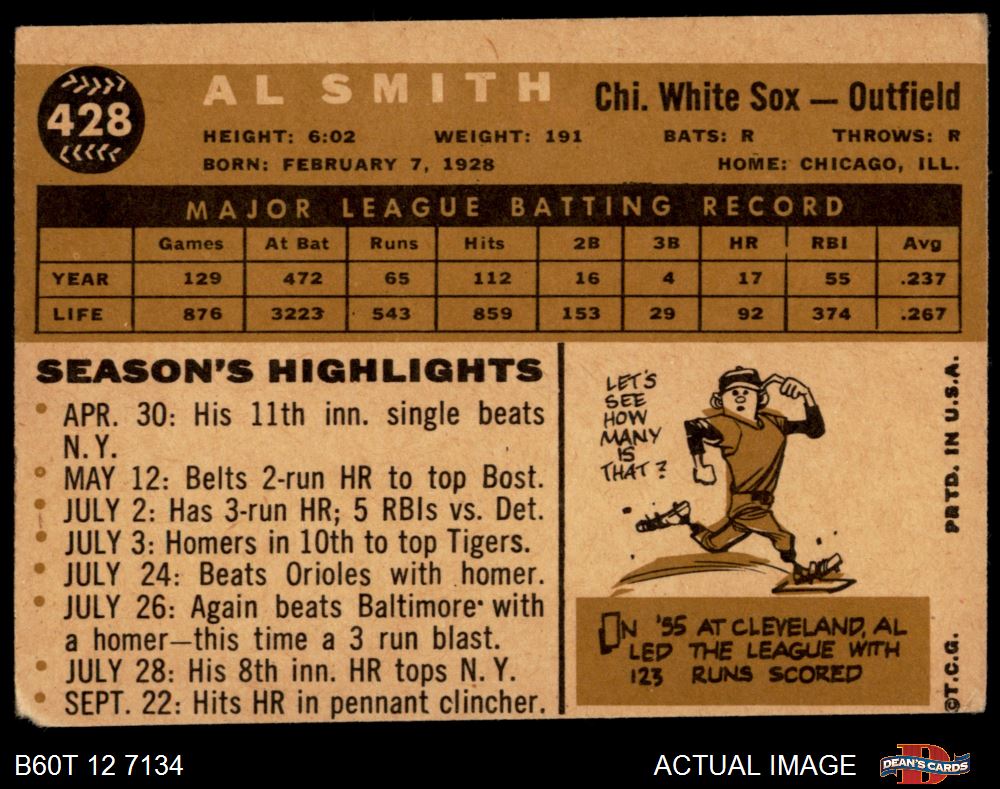 428
AL SMITH
Chi. White Sox — Outfield
HEIGHT: 6:02 WEIGHT: 191 BATS: R THROWS: R
BORN: FEBRUARY 7, 1928 HOME: CHICAGO, ILL.
MAJOR LEAGUE BATTING RECORD
Games At Bat Runs Hits 2B 3B HR RBI Avg
YEAR 129 472 65 112 16 4 17 55 .237
LIFE 876 3223 543 859 153 29 92 374 .267
SEASON'S HIGHLIGHTS
• APR. 30: His 11th inn. single beats
N.Y.
• MAY 12: Belts 2-run HR to top Bost.
• JULY 2: Has 3-run HR; 5 RBIs vs. Det.
• JULY 3: Homers in 10th to top Tigers.
• JULY 24: Beats Orioles with homer.
• JULY 26: Again beats Baltimore with
a homer—this time a 3 run blast.
• JULY 28: His 8th inn. HR tops N. Y.
• SEPT. 22: Hits HR in pennant clincher.
LET'S
SEE
HOW
MANY
IS
THAT?
ON '55 AT CLEVELAND, AL
LED THE LEAGUE WITH
123 RUNS SCORED
PRTD. IN U.S.A.
©T.C.G.
B60T 12 7134
ACTUAL IMAGE
D
DEAN'S CARDS